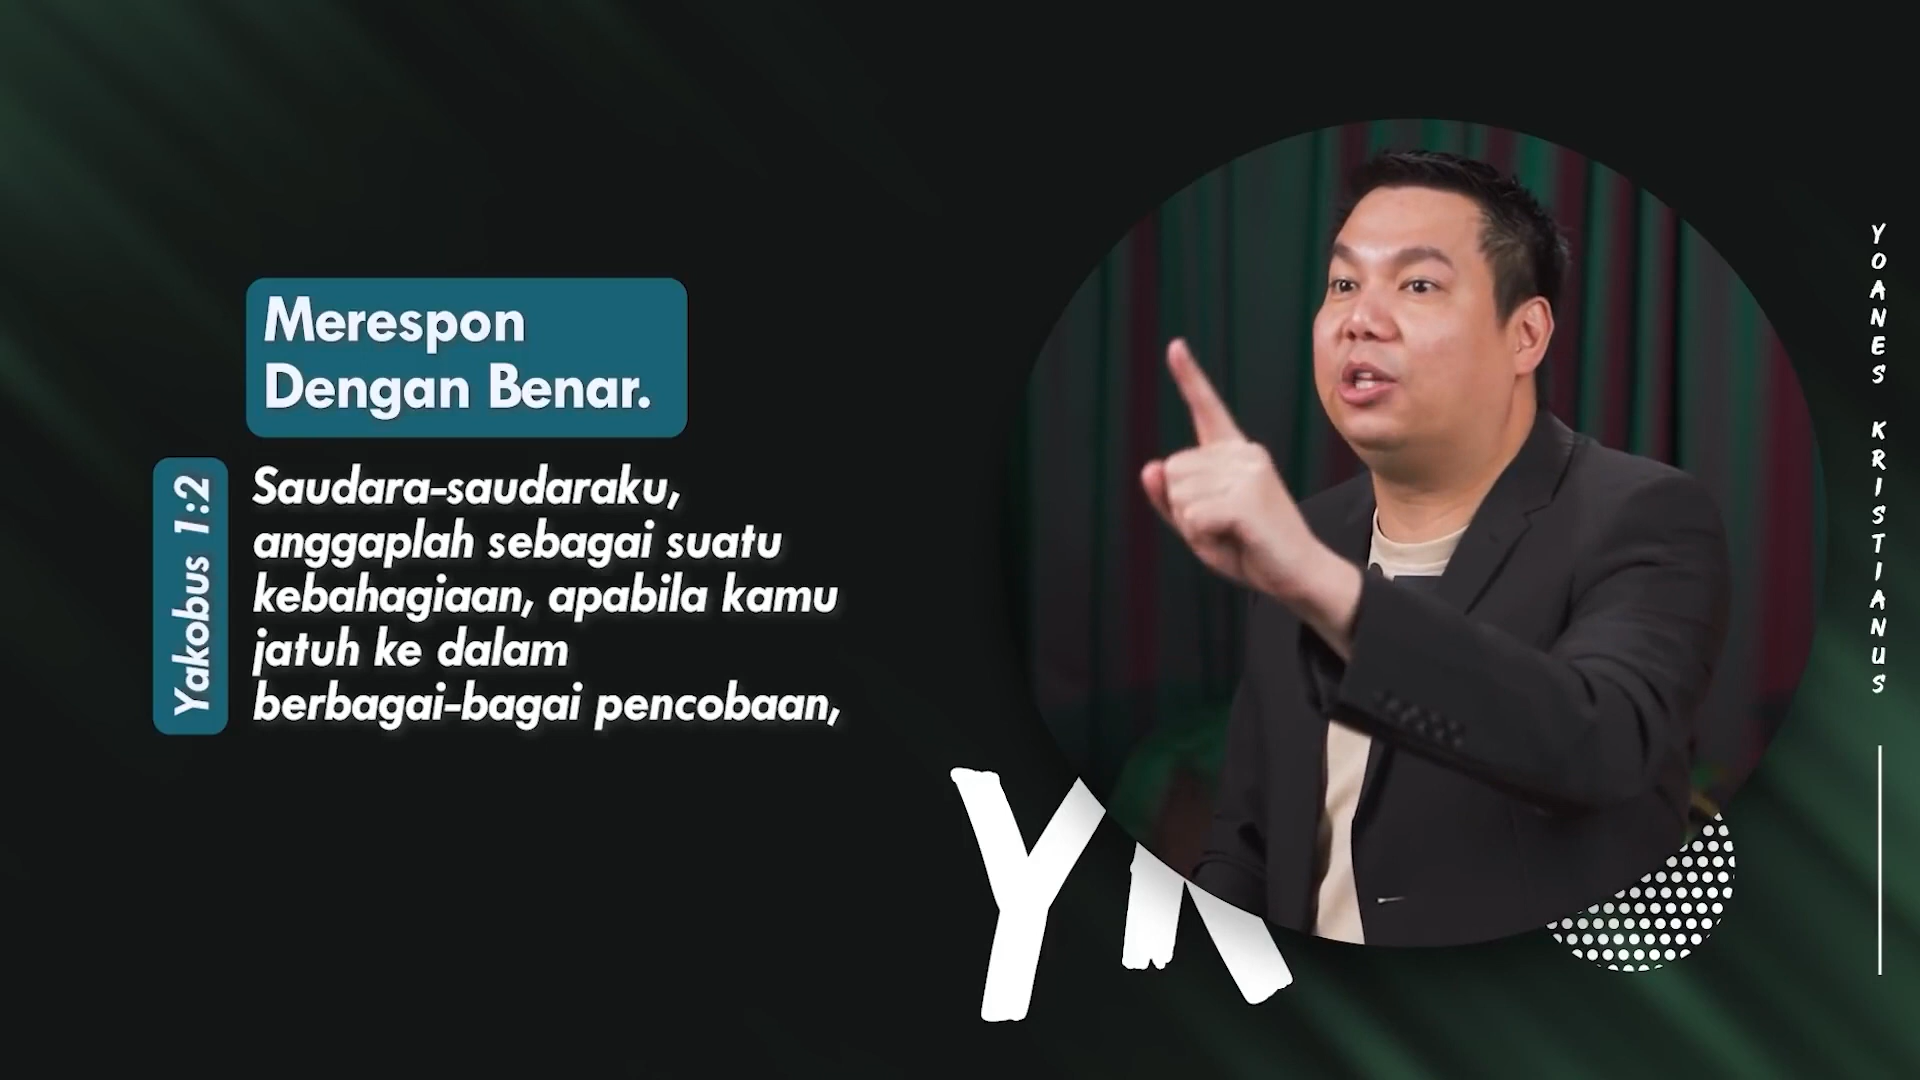 Merespon
Dengan Benar.
Yakobus 1:2
Saudara-saudaraku,
anggaplah sebagai suatu
kebahagiaan, apabila kamu
jatuh ke dalam
berbagai-bagai pencobaan,
YK
YOANES KRISTIANUS